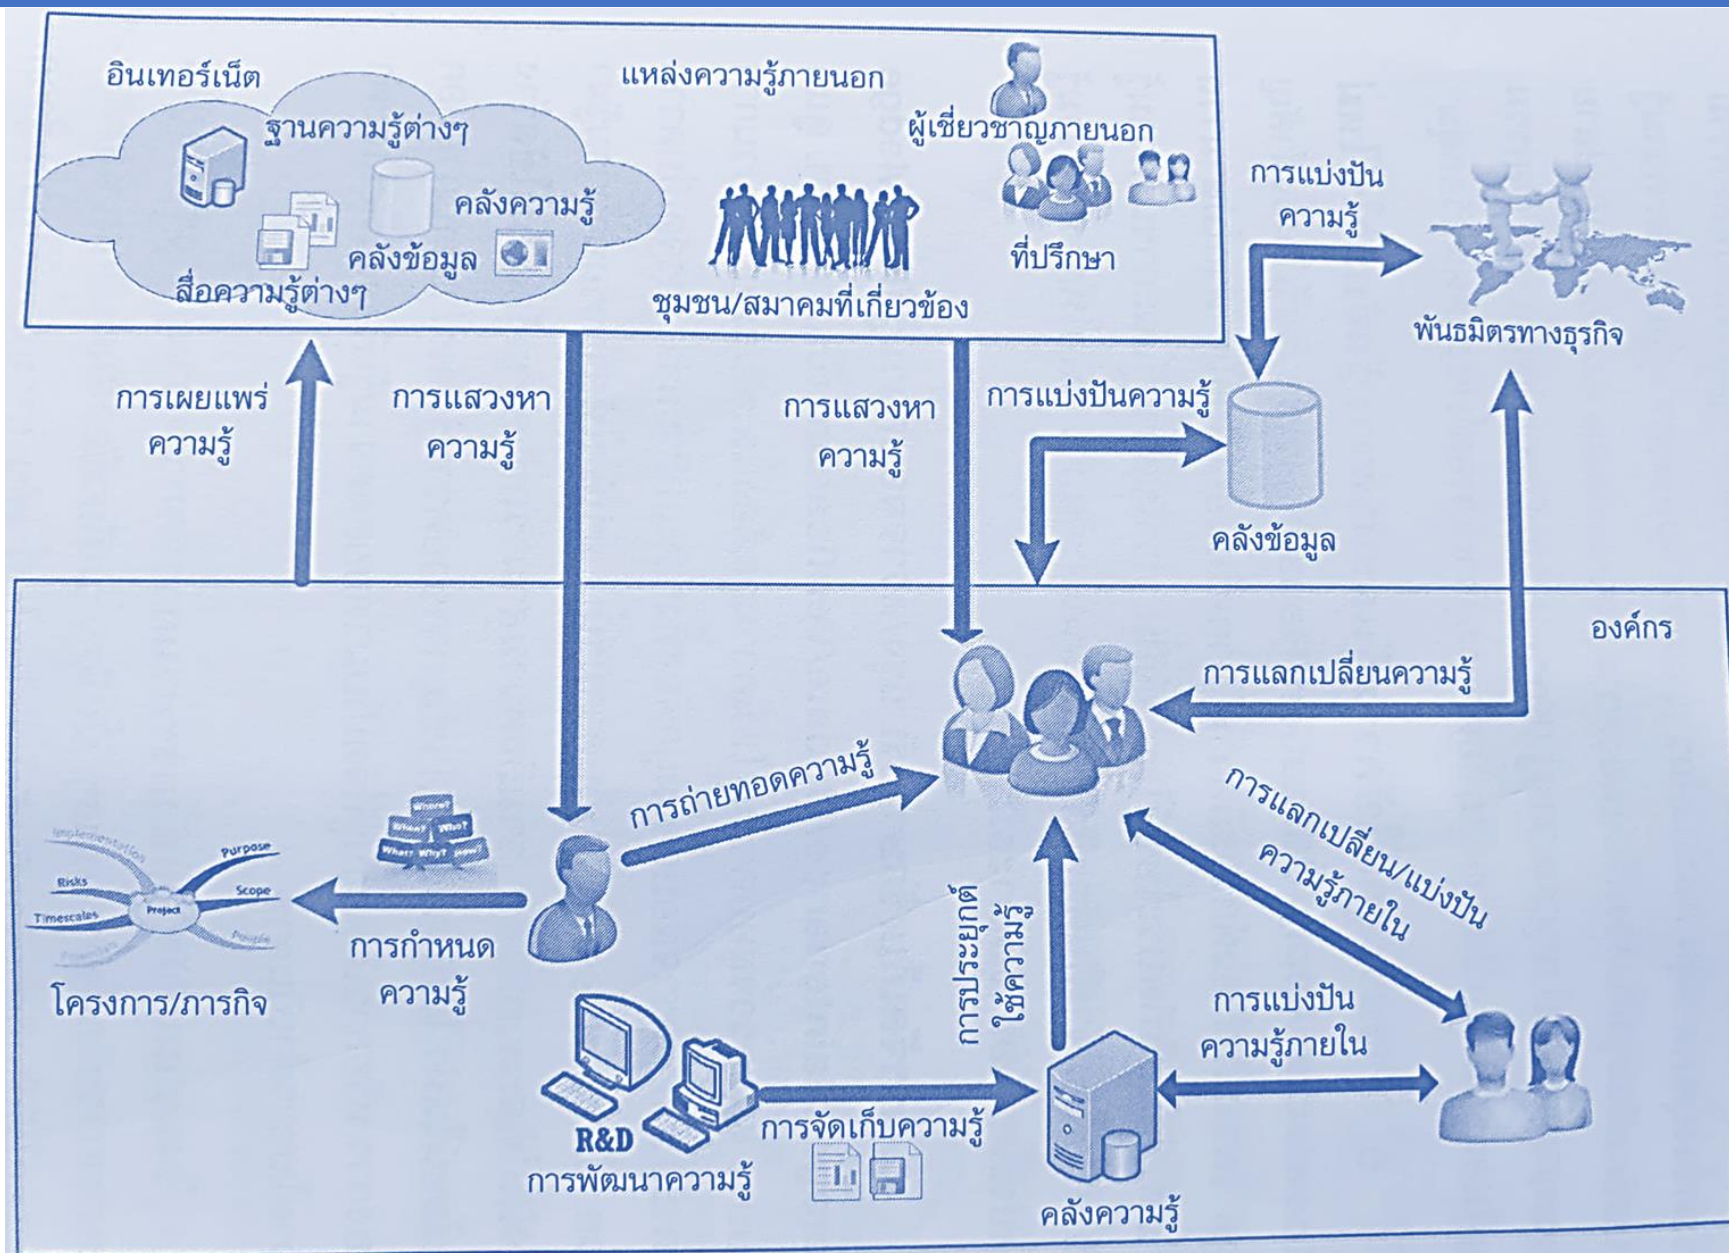 อินเทอร์เน็ต
ฐานความรู้ต่างๆ
คลังความรู้
คลังข้อมูล
สื่อความรู้ต่างๆ
แหล่งความรู้ภายนอก
ชุมชน/สมาคมที่เกี่ยวข้อง
ผู้เชี่ยวชาญภายนอก
ที่ปรึกษา
การแบ่งปัน
ความรู้
พันธมิตรทางธุรกิจ
การเผยแพร่
ความรู้
การแสวงหา
ความรู้
การแสวงหา
ความรู้
การแบ่งปันความรู้
คลังข้อมูล
องค์กร
การแลกเปลี่ยนความรู้
การถ่ายทอดความรู้
การแลกเปลี่ยน/แบ่งปัน
ความรู้ภายใน
Where?
When? Who?
What? Why? How?
Implementation
Risks
Timescales
Project
Purpose
Scope
People
โครงการ/ภารกิจ
การกำหนด
ความรู้
การประยุกต์
ใช้ความรู้
การแบ่งปัน
ความรู้ภายใน
R&D
การพัฒนาความรู้
การจัดเก็บความรู้
คลังความรู้